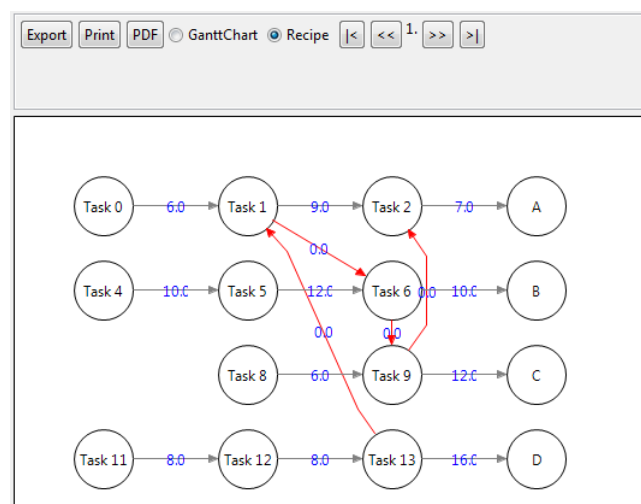 Export Print PDF GanttChart Recipe |< << 1. >> >|
Task 0 6.0 Task 1 9.0 Task 2 7.0 A
0.0
Task 4 10.0 Task 5 12.0 Task 6 0.0 10.0 B
0.0 0.0
Task 8 6.0 Task 9 12.0 C
Task 11 8.0 Task 12 8.0 Task 13 16.0 D